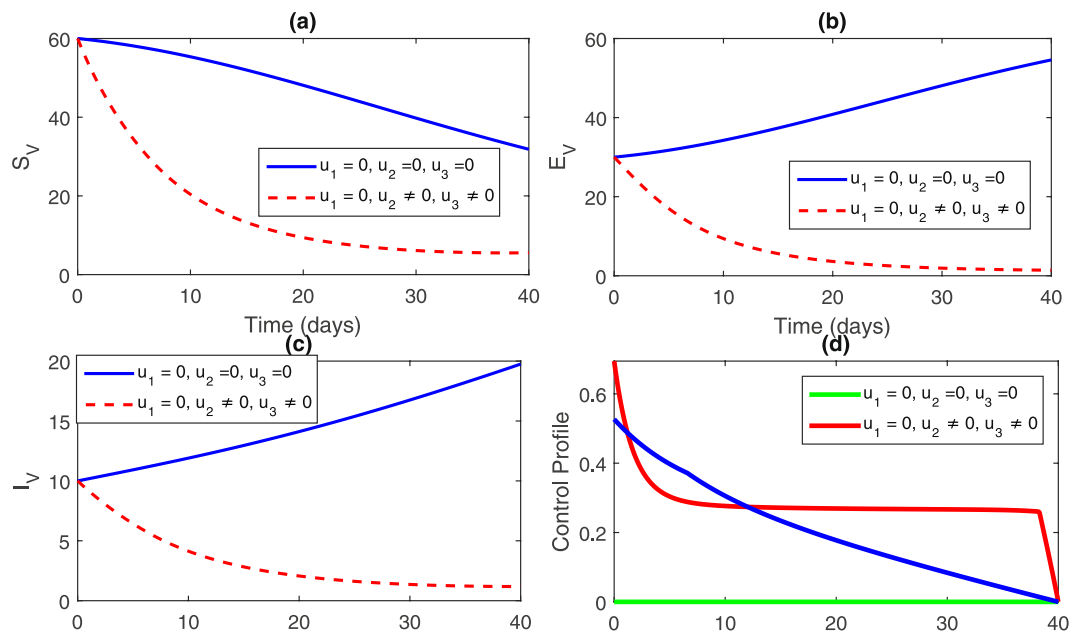 (a)
60
40
20
0
S_V
u_1 = 0, u_2 =0, u_3 =0
u_1 = 0, u_2 ≠ 0, u_3 ≠ 0
0 10 20 30 40
Time (days)
(b)
60
40
20
0
E_V
u_1 = 0, u_2 =0, u_3 =0
u_1 = 0, u_2 ≠ 0, u_3 ≠ 0
0 10 20 30 40
Time (days)
(c)
20
15
10
5
0
I_V
u_1 = 0, u_2 =0, u_3 =0
u_1 = 0, u_2 ≠ 0, u_3 ≠ 0
0 10 20 30 40
(d)
0.6
0.4
0.2
0
Control Profile
u_1 = 0, u_2 =0, u_3 =0
u_1 = 0, u_2 ≠ 0, u_3 ≠ 0
0 10 20 30 40